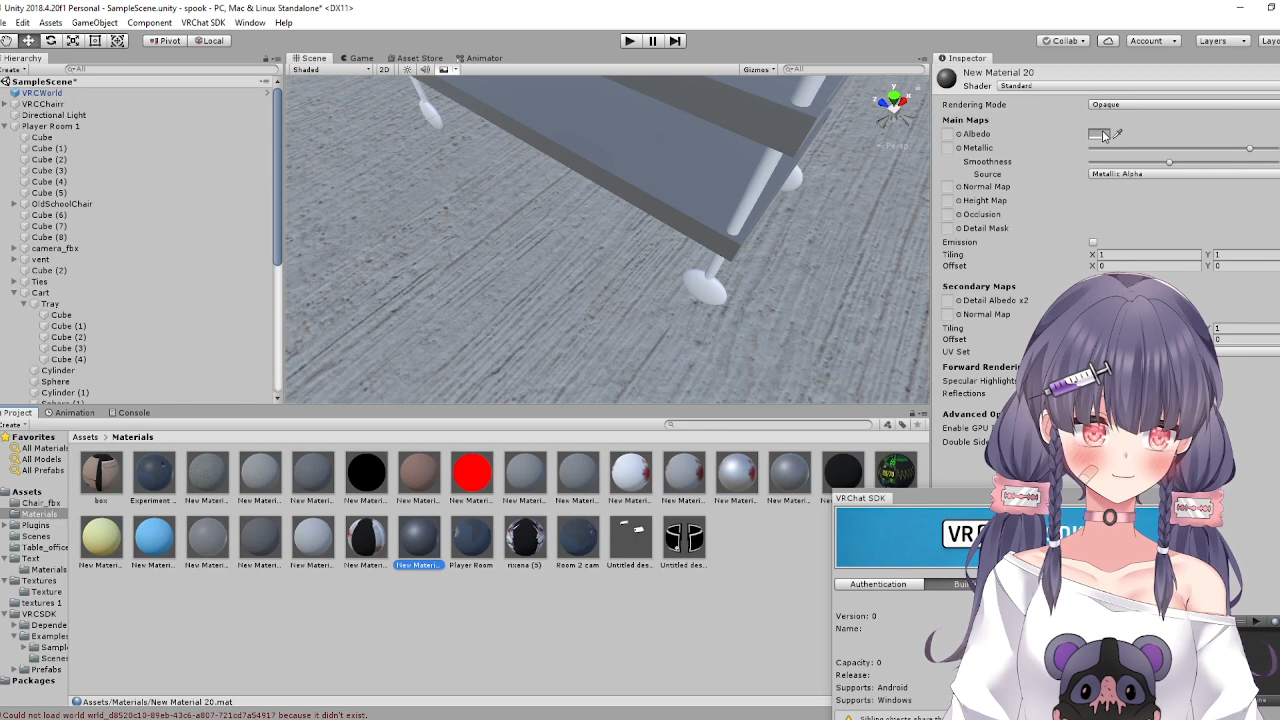 Unity 2018.4.20f1 Personal - SampleScene.unity - spook - PC, Mac & Linux Standalone* <DX11>
Edit Assets GameObject Component VRChat SDK Window Help
Pivot Local Collab Account Layers
Hierarchy
Create All
SampleScene*
VRCWorld
VRCChairr
Directional Light
Player Room 1
Cube
Cube (1)
Cube (2)
Cube (3)
Cube (4)
Cube (5)
OldSchoolChair
Cube (6)
Cube (7)
Cube (8)
camera_fbx
vent
Cube (2)
Ties
Cart
Tray
Cube
Cube (1)
Cube (2)
Cube (3)
Cube (4)
Cylinder
Sphere
Cylinder (1)
Scene Game Asset Store Animator
Shaded 2D Gizmos All
y
x
z
Persp
Inspector
New Material 20
Shader Standard
Rendering Mode Opaque
Main Maps
Albedo
Metallic
Smoothness
Source Metallic Alpha
Normal Map
Height Map
Occlusion
Detail Mask
Emission
Tiling X 1 Y 1
Offset X 0 Y 0
Secondary Maps
Detail Albedo x2
Normal Map
Tiling 1
Offset 0
UV Set
Forward Renderin
Specular Highlights
Reflections
Advanced Op
Enable GPU
Double Side
Project Animation Console
Create
Favorites
All Materials
All Models
All Prefabs
Assets
Chair_fbx
Materials
Plugins
Scenes
Table_office
Text
Materials
Textures
Texture
textures 1
VRCSDK
Depende
Examples
Sampl
Scenes
Prefabs
Packages
Assets Materials
box Experiment... New Materi... New Materi... New Materi... New Materi... New Materi... New Materi... New Materi... New Materi... New Materi... New Materi... New Materi... New Materi...
New Materi... New Materi... New Materi... New Materi... New Materi... New Materi... New Materi... Player Room rixena (5) Room 2 cam Untitled des... Untitled des...
Assets/Materials/New Material 20.mat
VRChat SDK
VR
DK
Authentication Buil
Version: 0
Name:
Capacity: 0
Release:
Supports: Android
Supports: Windows
Sibling objects share th
Could not load world wrld_d8520c10-89eb-43c6-a807-721cd7a54917 because it didn't exist.